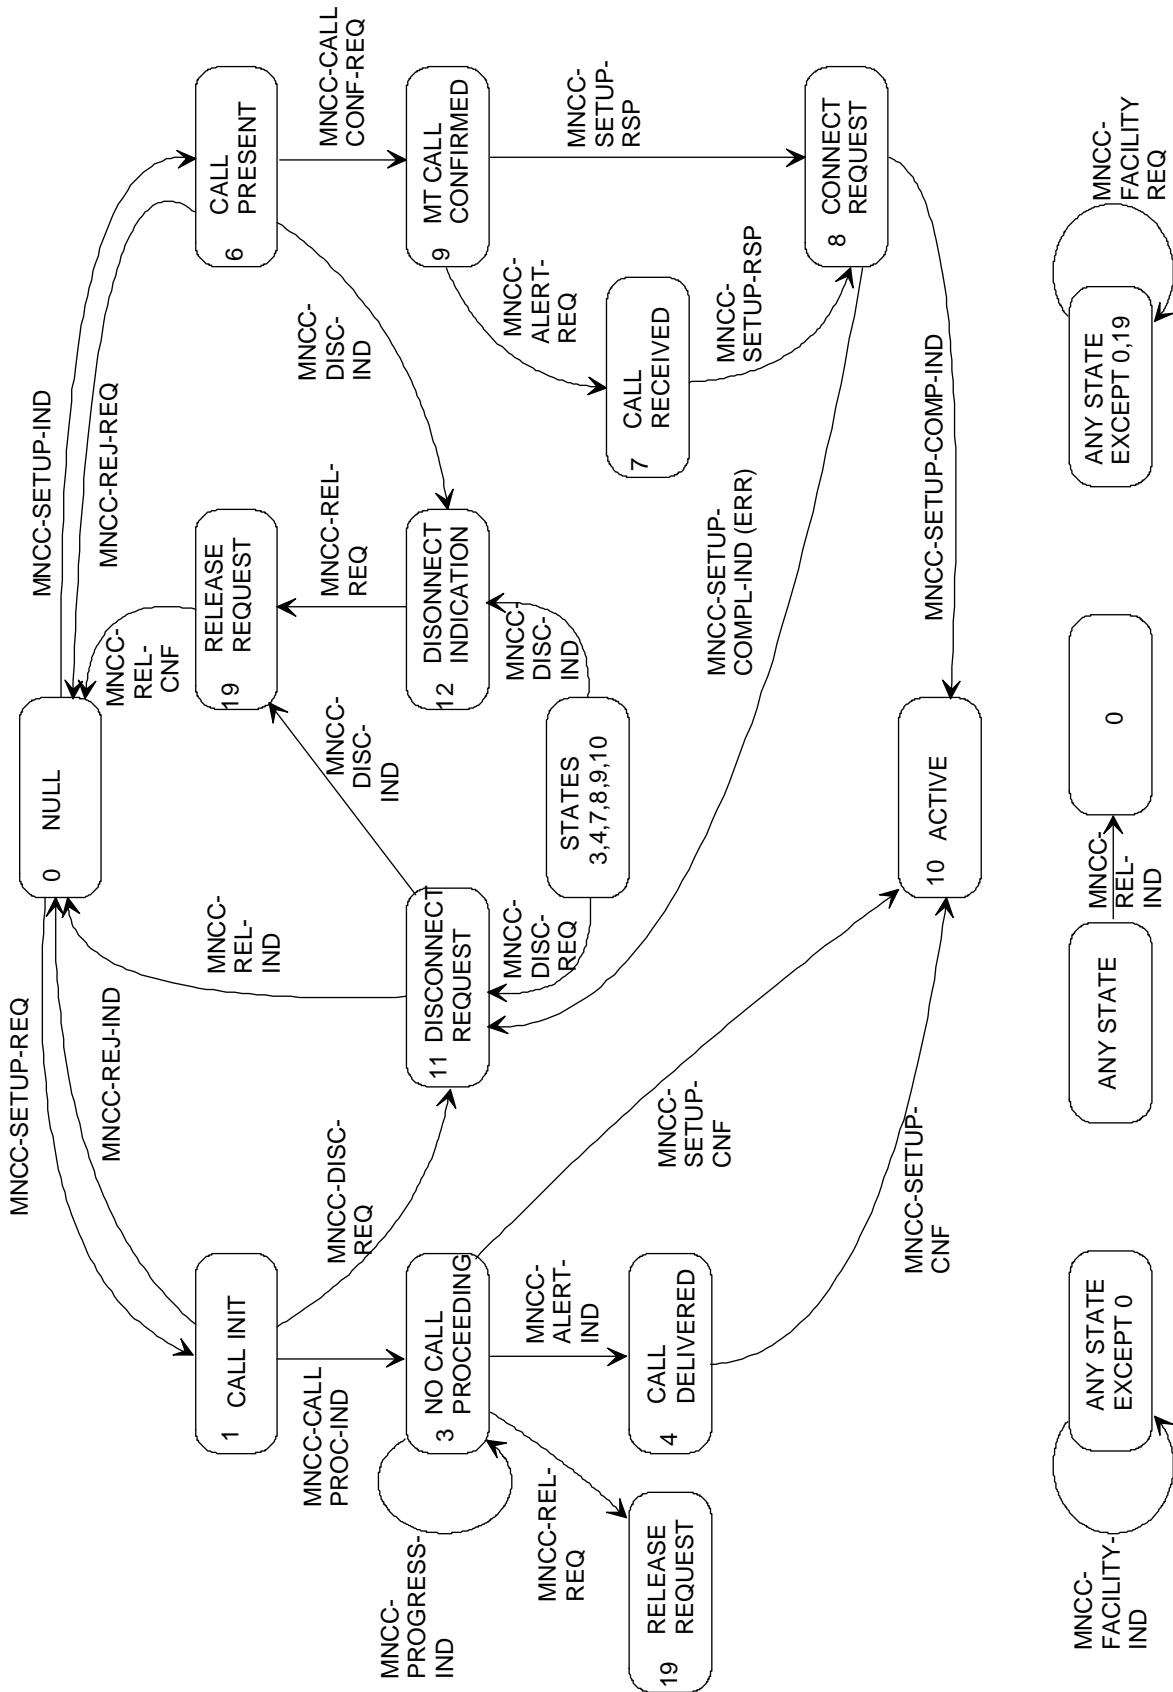 MNCC-SETUP-REQ
MNCC-REJ-IND
0 NULL
MNCC-SETUP-IND
MNCC-REJ-REQ
1 CALL INIT
MNCC-DISC-
REQ
MNCC-
REL-
IND
MNCC-
REL-
CNF
19
RELEASE
REQUEST
MNCC-
DISC-
IND
6
CALL
PRESENT
MNCC-CALL
PROC-IND
MNCC-
DISC-
IND
MNCC-REL-
REQ
MNCC-CALL
CONF-REQ
MNCC-
PROGRESS-
IND
3
NO CALL
PROCEEDING
11
DISCONNECT
REQUEST
12
DISONNECT
INDICATION
9
MT CALL
CONFIRMED
MNCC-REL-
REQ
MNCC-
ALERT-
IND
MNCC-
DISC-
REQ
STATES
3,4,7,8,9,10
MNCC-
DISC-
IND
MNCC-
ALERT-
REQ
MNCC-
SETUP-
RSP
19
RELEASE
REQUEST
4
CALL
DELIVERED
MNCC-
SETUP-
CNF
MNCC-SETUP-
COMPL-IND (ERR)
7
CALL
RECEIVED
MNCC-
SETUP-RSP
8
CONNECT
REQUEST
MNCC-SETUP-
CNF
10 ACTIVE
MNCC-SETUP-COMP-IND
MNCC-
FACILITY-
IND
ANY STATE
EXCEPT 0
ANY STATE
MNCC-
REL-
IND
0
ANY STATE
EXCEPT 0,19
MNCC-
FACILITY
REQ